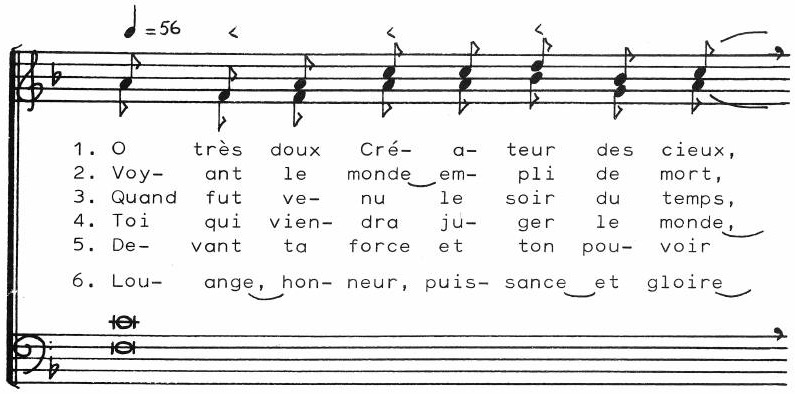 = 56
1. O très doux Cré- a- teur des cieux,
2. Voy- ant le monde em- pli de mort,
3. Quand fut ve- nu le soir du temps,
4. Toi qui vien- dra ju- ger le monde,
5. De- vant ta force et ton pou- voir
6. Lou- ange, hon- neur, puis- sance et gloire